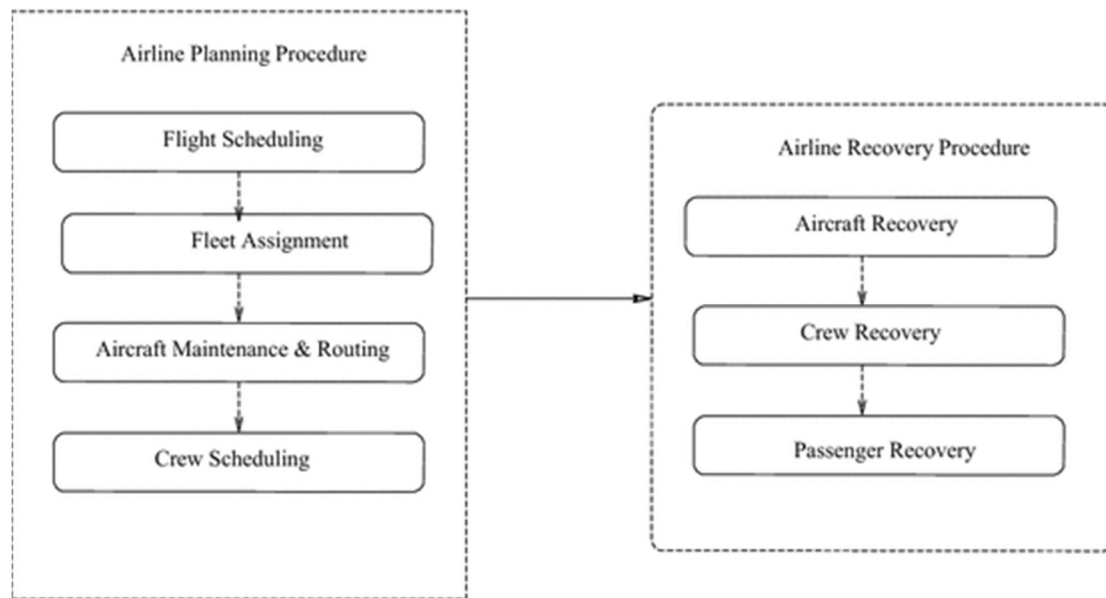 Airline Planning Procedure
Flight Scheduling
Fleet Assignment
Aircraft Maintenance & Routing
Crew Scheduling
Airline Recovery Procedure
Aircraft Recovery
Crew Recovery
Passenger Recovery